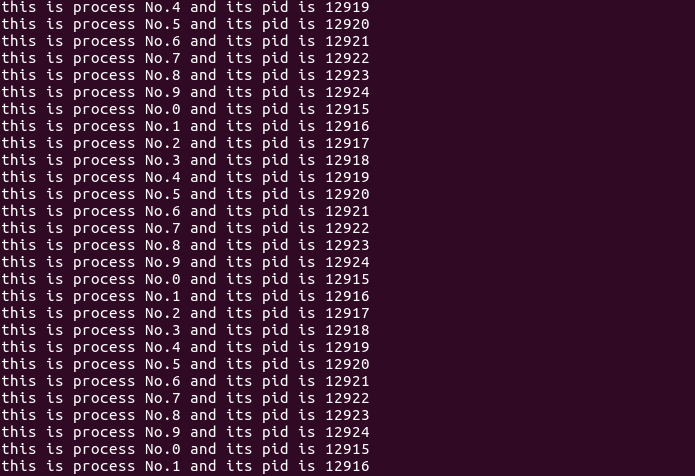 this is process No.4 and its pid is 12919
this is process No.5 and its pid is 12920
this is process No.6 and its pid is 12921
this is process No.7 and its pid is 12922
this is process No.8 and its pid is 12923
this is process No.9 and its pid is 12924
this is process No.0 and its pid is 12915
this is process No.1 and its pid is 12916
this is process No.2 and its pid is 12917
this is process No.3 and its pid is 12918
this is process No.4 and its pid is 12919
this is process No.5 and its pid is 12920
this is process No.6 and its pid is 12921
this is process No.7 and its pid is 12922
this is process No.8 and its pid is 12923
this is process No.9 and its pid is 12924
this is process No.0 and its pid is 12915
this is process No.1 and its pid is 12916
this is process No.2 and its pid is 12917
this is process No.3 and its pid is 12918
this is process No.4 and its pid is 12919
this is process No.5 and its pid is 12920
this is process No.6 and its pid is 12921
this is process No.7 and its pid is 12922
this is process No.8 and its pid is 12923
this is process No.9 and its pid is 12924
this is process No.0 and its pid is 12915
this is process No.1 and its pid is 12916